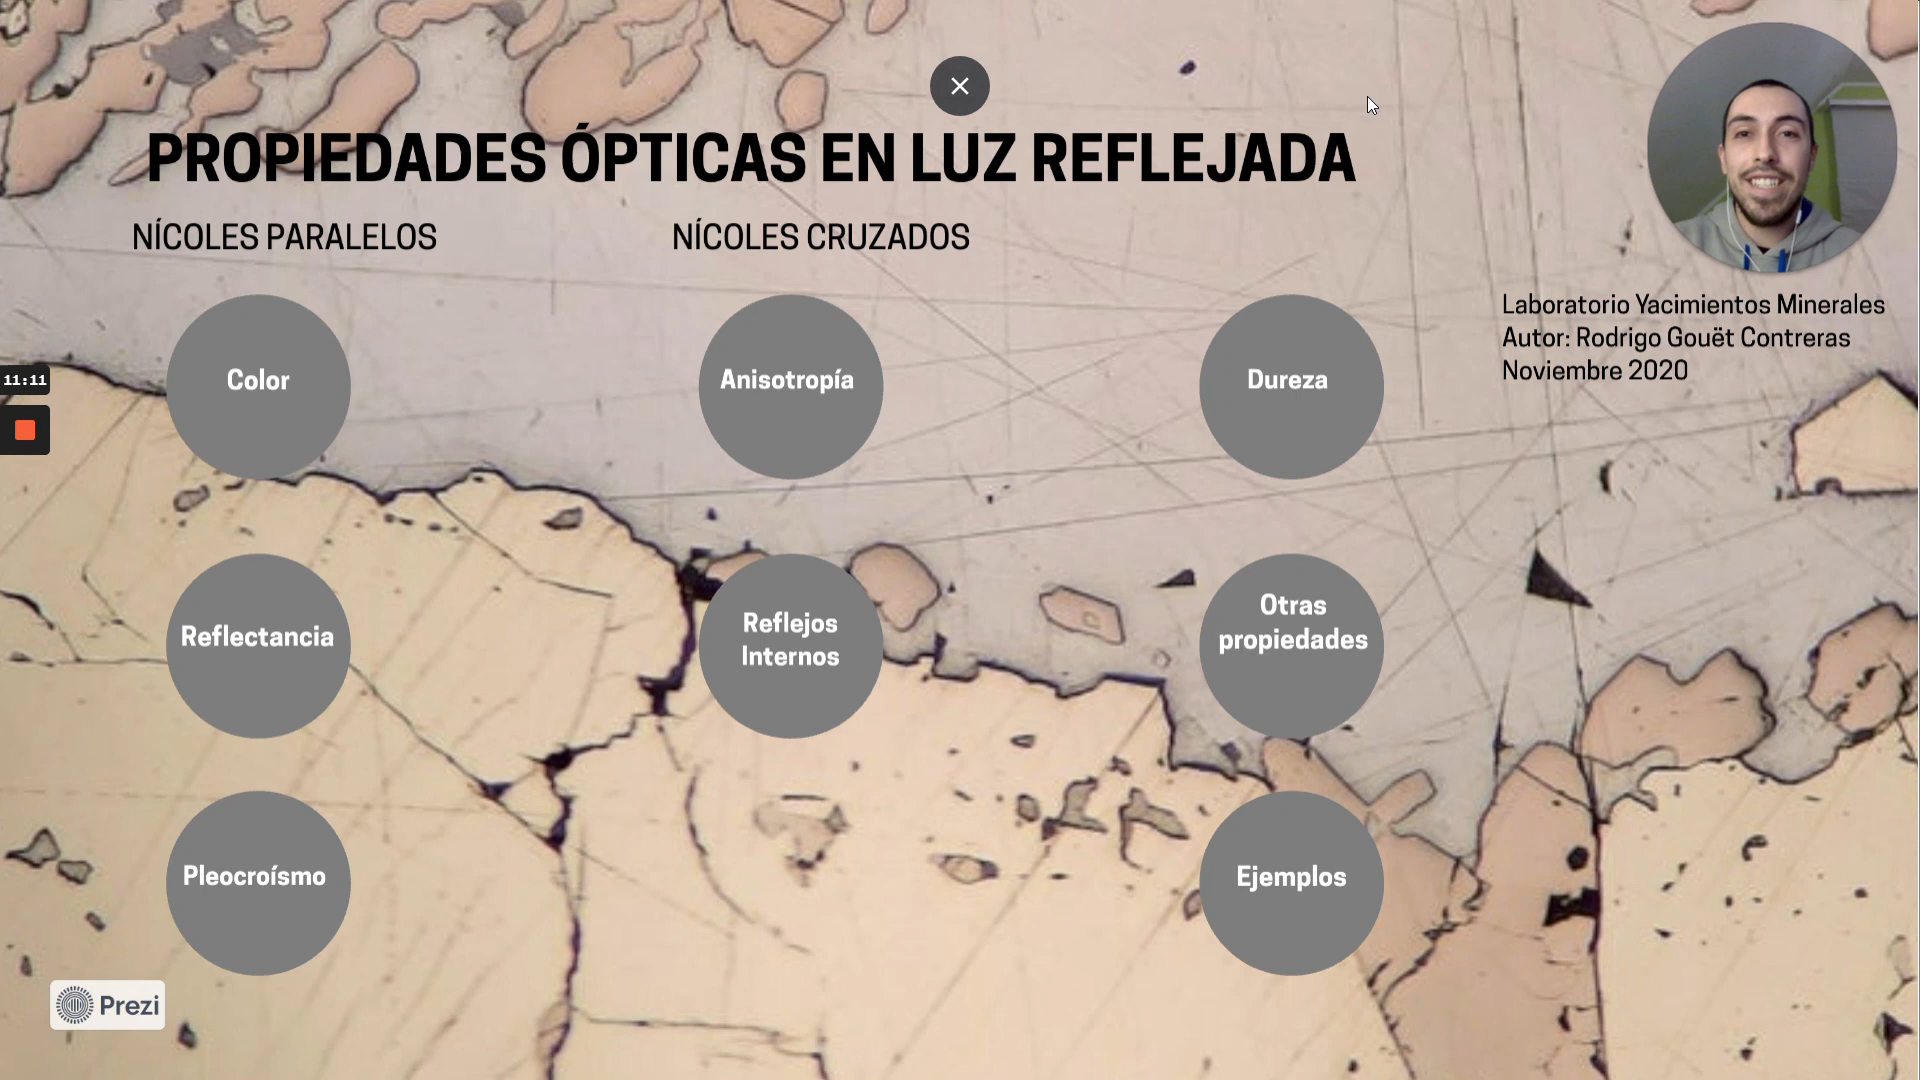 PROPIEDADES ÓPTICAS EN LUZ REFLEJADA
NÍCOLES PARALELOS
NÍCOLES CRUZADOS
Laboratorio Yacimientos Minerales
Autor: Rodrigo Gouët Contreras
Noviembre 2020
11:11
Color
Anisotropía
Dureza
Reflectancia
Reflejos
Internos
Otras
propiedades
Pleocroísmo
Ejemplos
Prezi